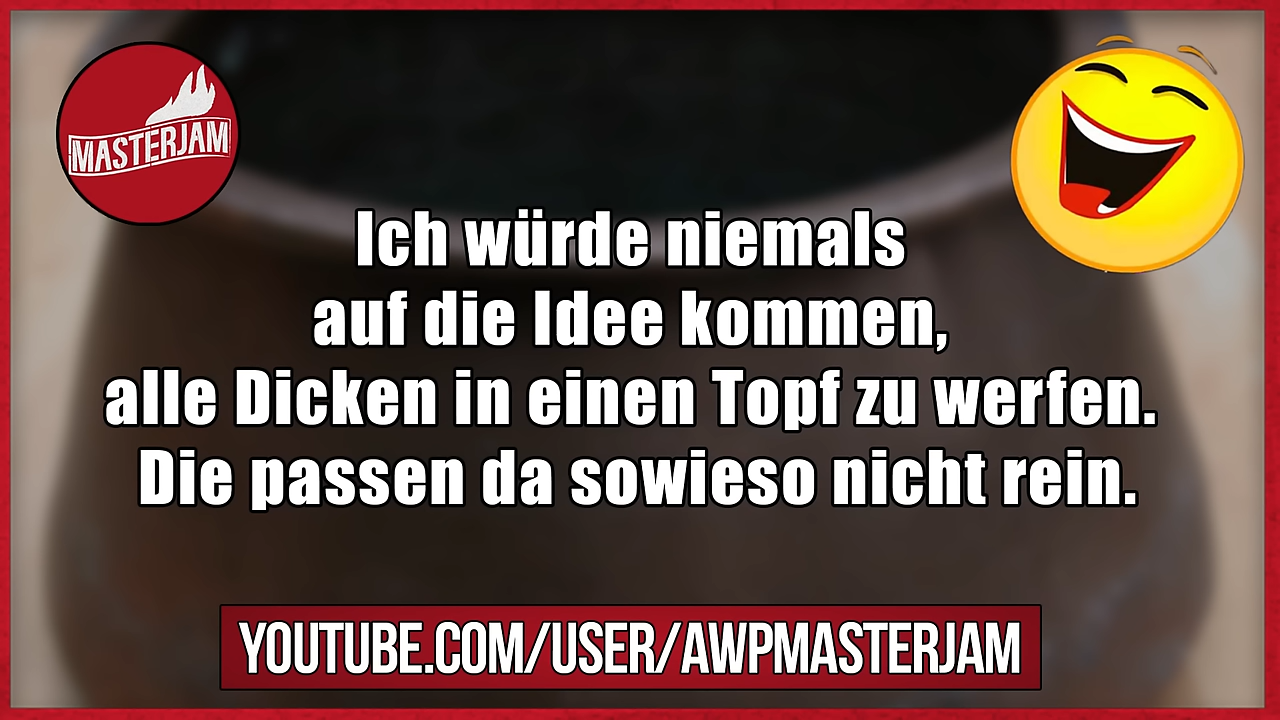 MASTERJAM
Ich würde niemals
auf die Idee kommen,
alle Dicken in einen Topf zu werfen.
Die passen da sowieso nicht rein.
YOUTUBE.COM/USER/AWPMASTERJAM